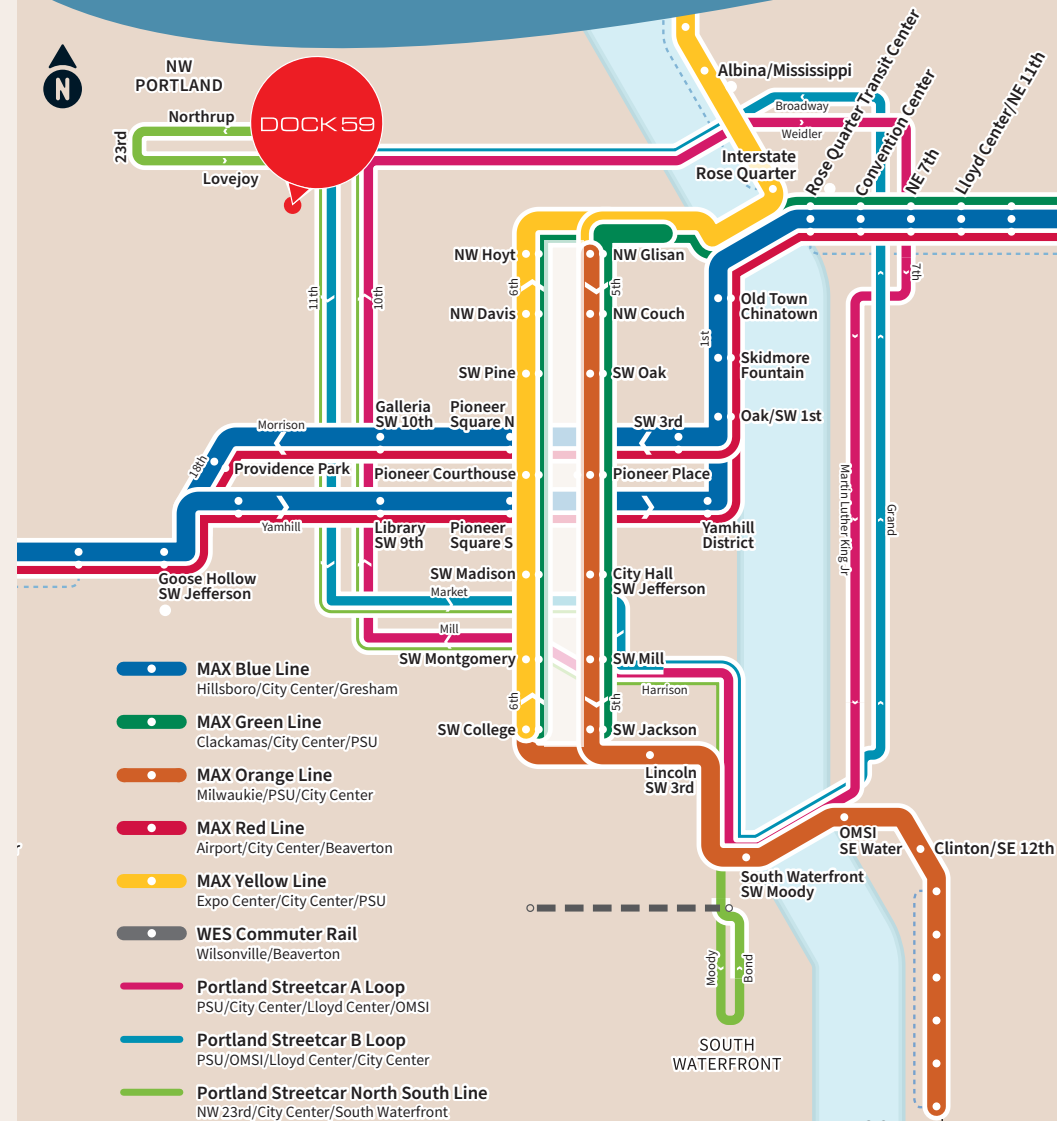 N
NW
PORTLAND
Northrup
23rd
Lovejoy
DOCK 59
Albina/Mississippi
Broadway
Weidler
Interstate
Rose Quarter
Rose Quarter Transit Center
Convention Center
NE 7th
Lloyd Center/NE 11th
7th
11th
10th
NW Hoyt
6th
NW Davis
SW Pine
NW Glisan
5th
NW Couch
SW Oak
1st
Old Town
Chinatown
Skidmore
Fountain
Oak/SW 1st
Galleria
SW 10th
Pioneer
Square N
SW 3rd
Morrison
18th
Providence Park
Pioneer Courthouse
Pioneer Place
Yamhill
Library
SW 9th
Pioneer
Square S
Yamhill
District
Martin Luther King Jr
Grand
Goose Hollow
SW Jefferson
SW Madison
City Hall
SW Jefferson
Market
Mill
SW Montgomery
SW Mill
Harrison
6th
5th
SW College
SW Jackson
Lincoln
SW 3rd
OMSI
SE Water
Clinton/SE 12th
South Waterfront
SW Moody
Moody
Bond
SOUTH
WATERFRONT
MAX Blue Line
Hillsboro/City Center/Gresham
MAX Green Line
Clackamas/City Center/PSU
MAX Orange Line
Milwaukie/PSU/City Center
MAX Red Line
Airport/City Center/Beaverton
MAX Yellow Line
Expo Center/City Center/PSU
WES Commuter Rail
Wilsonville/Beaverton
Portland Streetcar A Loop
PSU/City Center/Lloyd Center/OMSI
Portland Streetcar B Loop
PSU/OMSI/Lloyd Center/City Center
Portland Streetcar North South Line
NW 23rd/City Center/South Waterfront